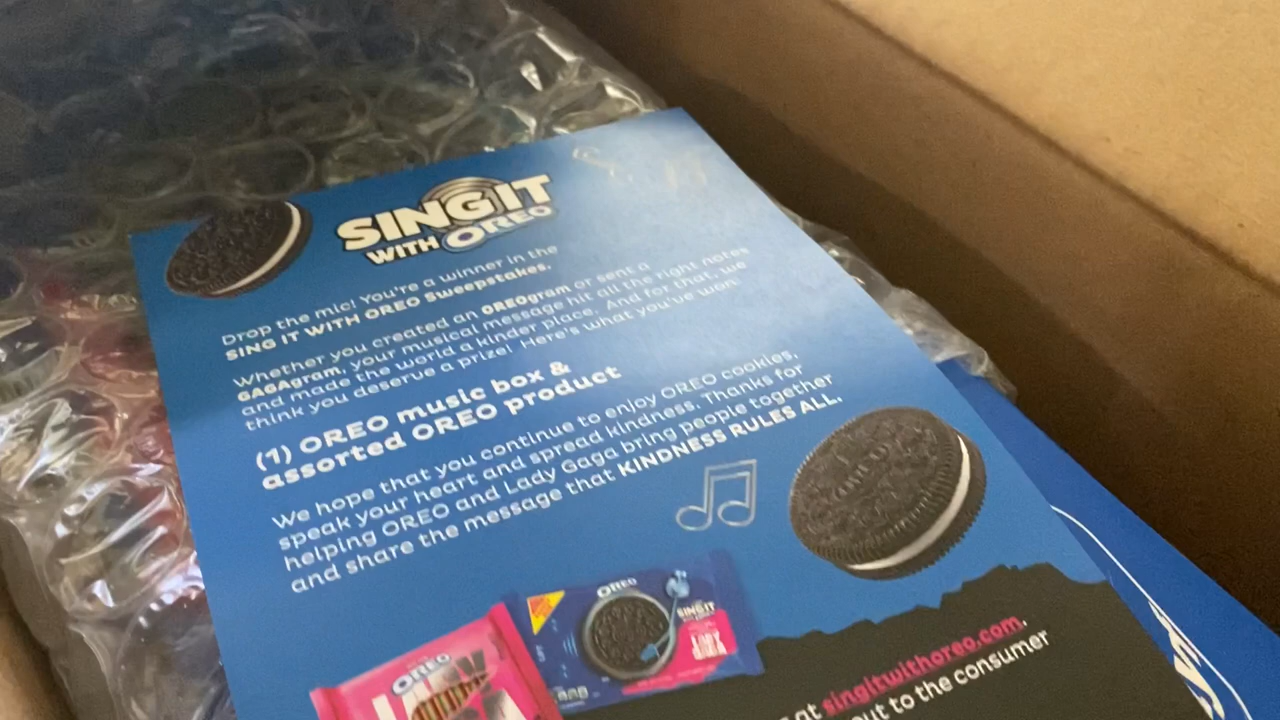 SING IT
WITH OREO
Drop the mic! You're a winner in the
SING IT WITH OREO Sweepstakes.
Whether you created an OREOgram or sent a
GAGAgram, your musical message hit all the right notes
and made the world a kinder place. And for that, we
think you deserve a prize! Here's what you've won:
(1) OREO music box &
assorted OREO product
We hope that you continue to enjoy OREO cookies,
speak your heart and spread kindness. Thanks for
helping OREO and Lady Gaga bring people together
and share the message that KINDNESS RULES ALL.
OREO
OREO
SING IT
LADY
GAGA
OREO
at singitwithoreo.com.
out to the consumer